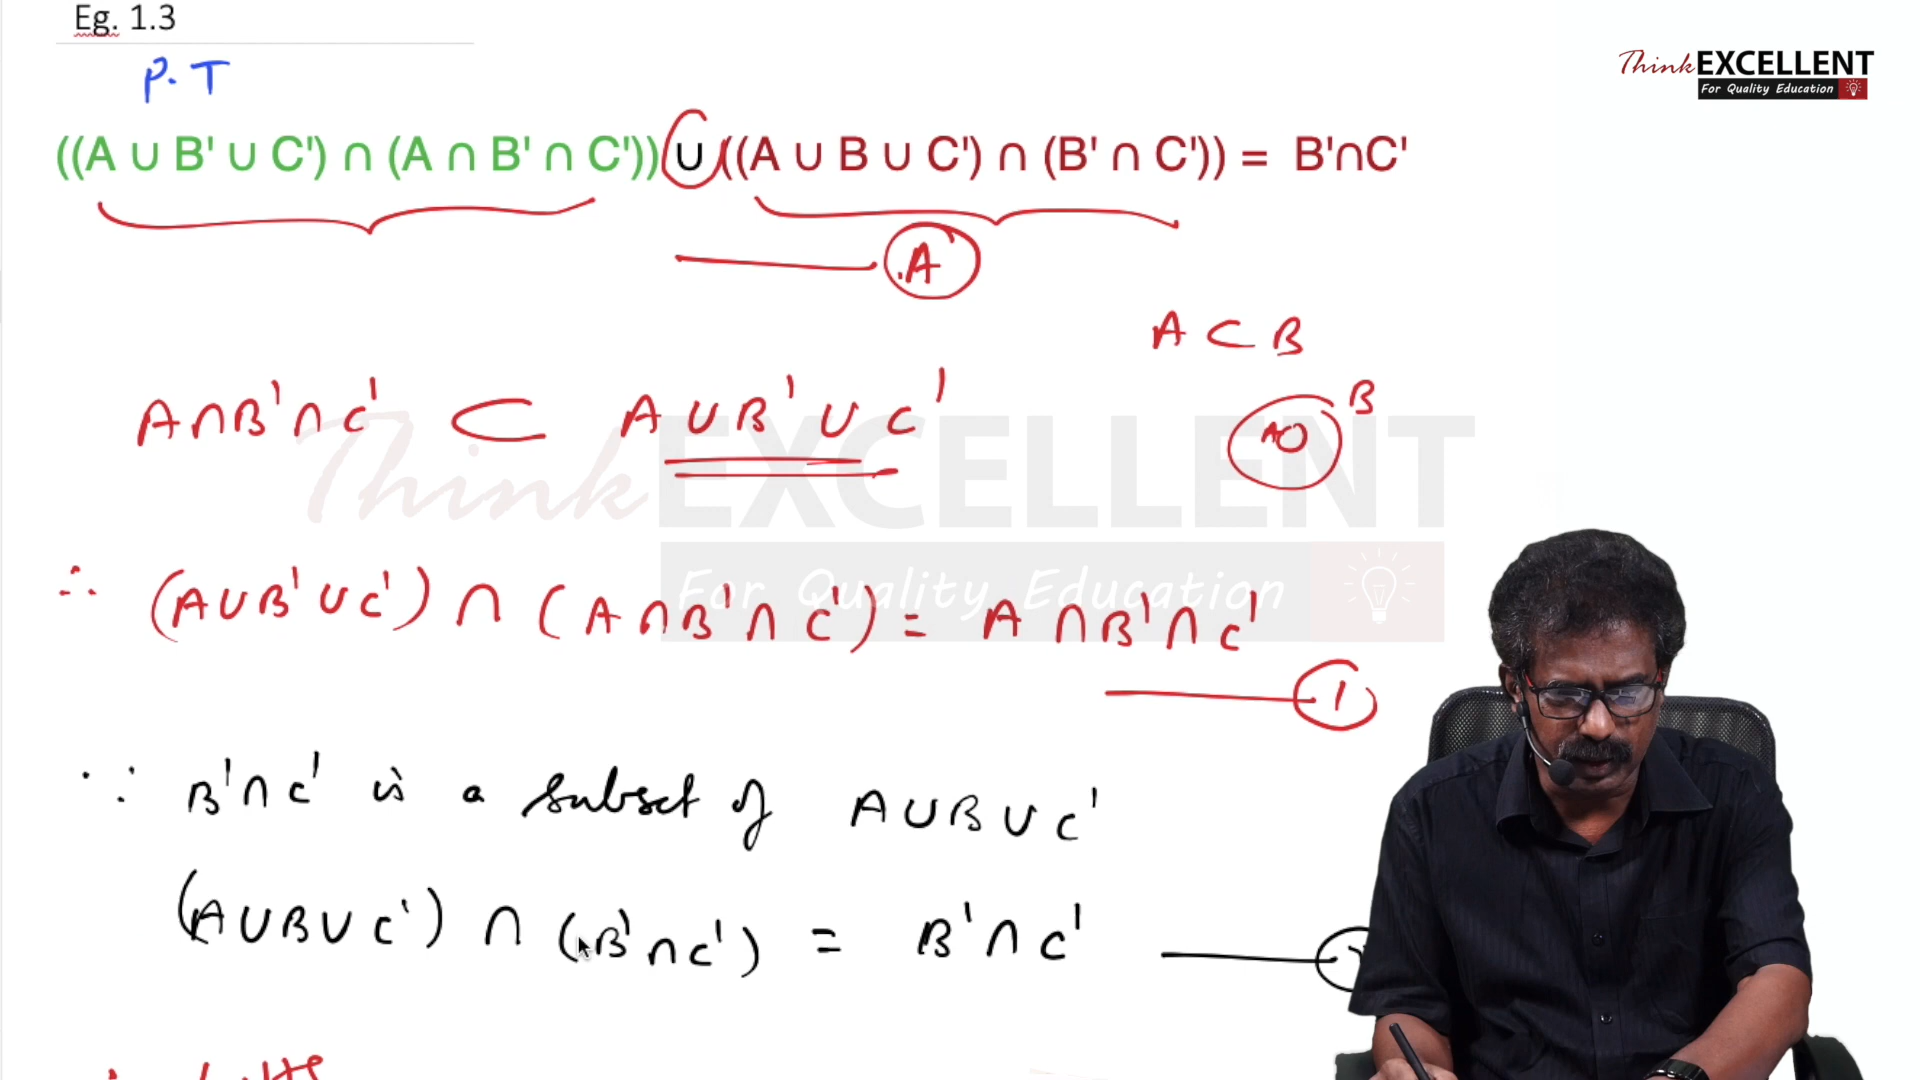 Eg. 1.3
P. T
Think EXCELLENT
For Quality Education
((A ∪ B' ∪ C') ∩ (A ∩ B' ∩ C')) ∪ ((A ∪ B ∪ C') ∩ (B' ∩ C')) = B'∩C'
A
A ⊂ B
A∩B'∩C' ⊂ A∪B'∪C'
B
A
Think EXCELLENT
For Quality Education
∴ (A∪B'∪C') ∩ (A∩B'∩C') = A∩B'∩C'
1
∵ B'∩C' is a subset of A∪B∪C'
(A∪B∪C') ∩ (B'∩C') = B'∩C'